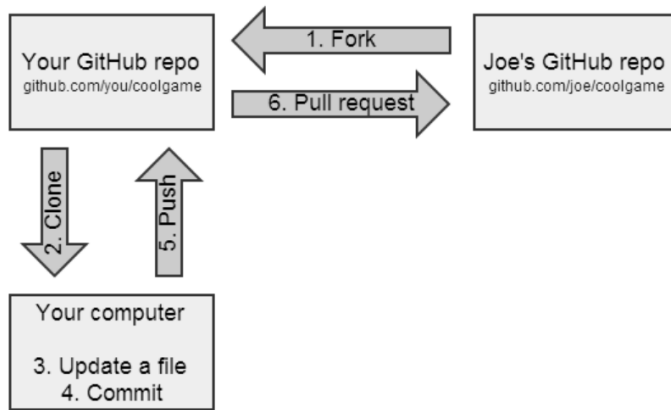 Your GitHub repo
github.com/you/coolgame
1. Fork
6. Pull request
Joe's GitHub repo
github.com/joe/coolgame
2. Clone
5. Push
Your computer
3. Update a file
4. Commit